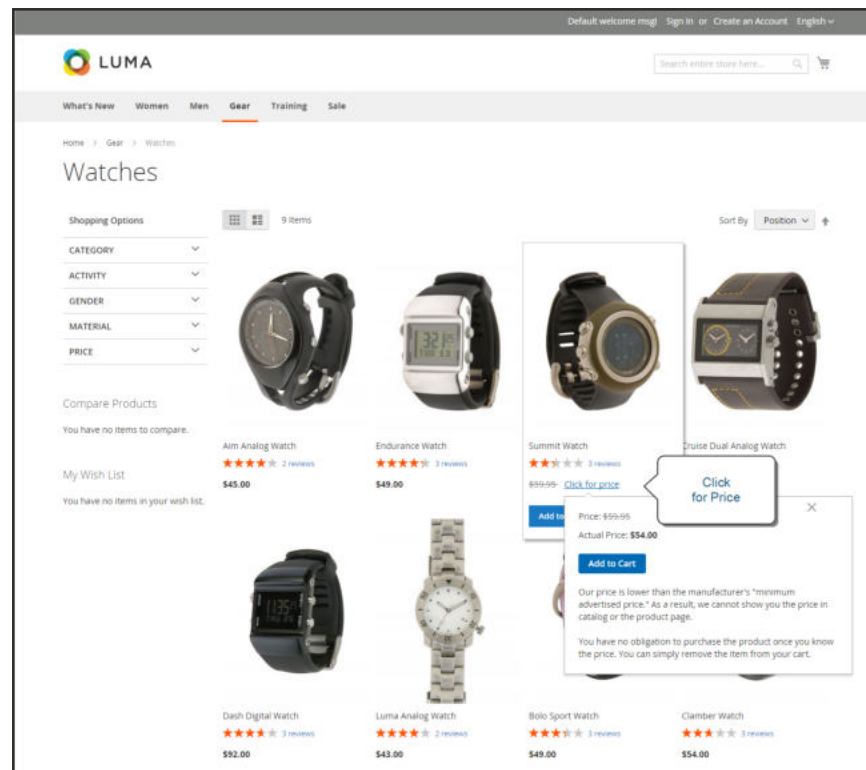 Default welcome msg! Sign In or Create an Account English
LUMA
Search entire store here...
What's New Women Men Gear Training Sale
Home > Gear > Watches
Watches
Shopping Options
9 Items
Sort By Position
CATEGORY
ACTIVITY
GENDER
MATERIAL
PRICE
Compare Products
You have no items to compare.
My Wish List
You have no items in your wish list.
Aim Analog Watch
2 reviews
$45.00
Endurance Watch
3 reviews
$49.00
Summit Watch
3 reviews
$59.95 Click for price
Add to
Cruise Dual Analog Watch
Click
for Price
Price: $59.95
Actual Price: $54.00
Add to Cart
Our price is lower than the manufacturer's "minimum
advertised price." As a result, we cannot show you the price in
catalog or the product page.
You have no obligation to purchase the product once you know
the price. You can simply remove the item from your cart.
Dash Digital Watch
3 reviews
$92.00
Luma Analog Watch
2 reviews
$43.00
Bolo Sport Watch
3 reviews
$49.00
Clamber Watch
3 reviews
$54.00